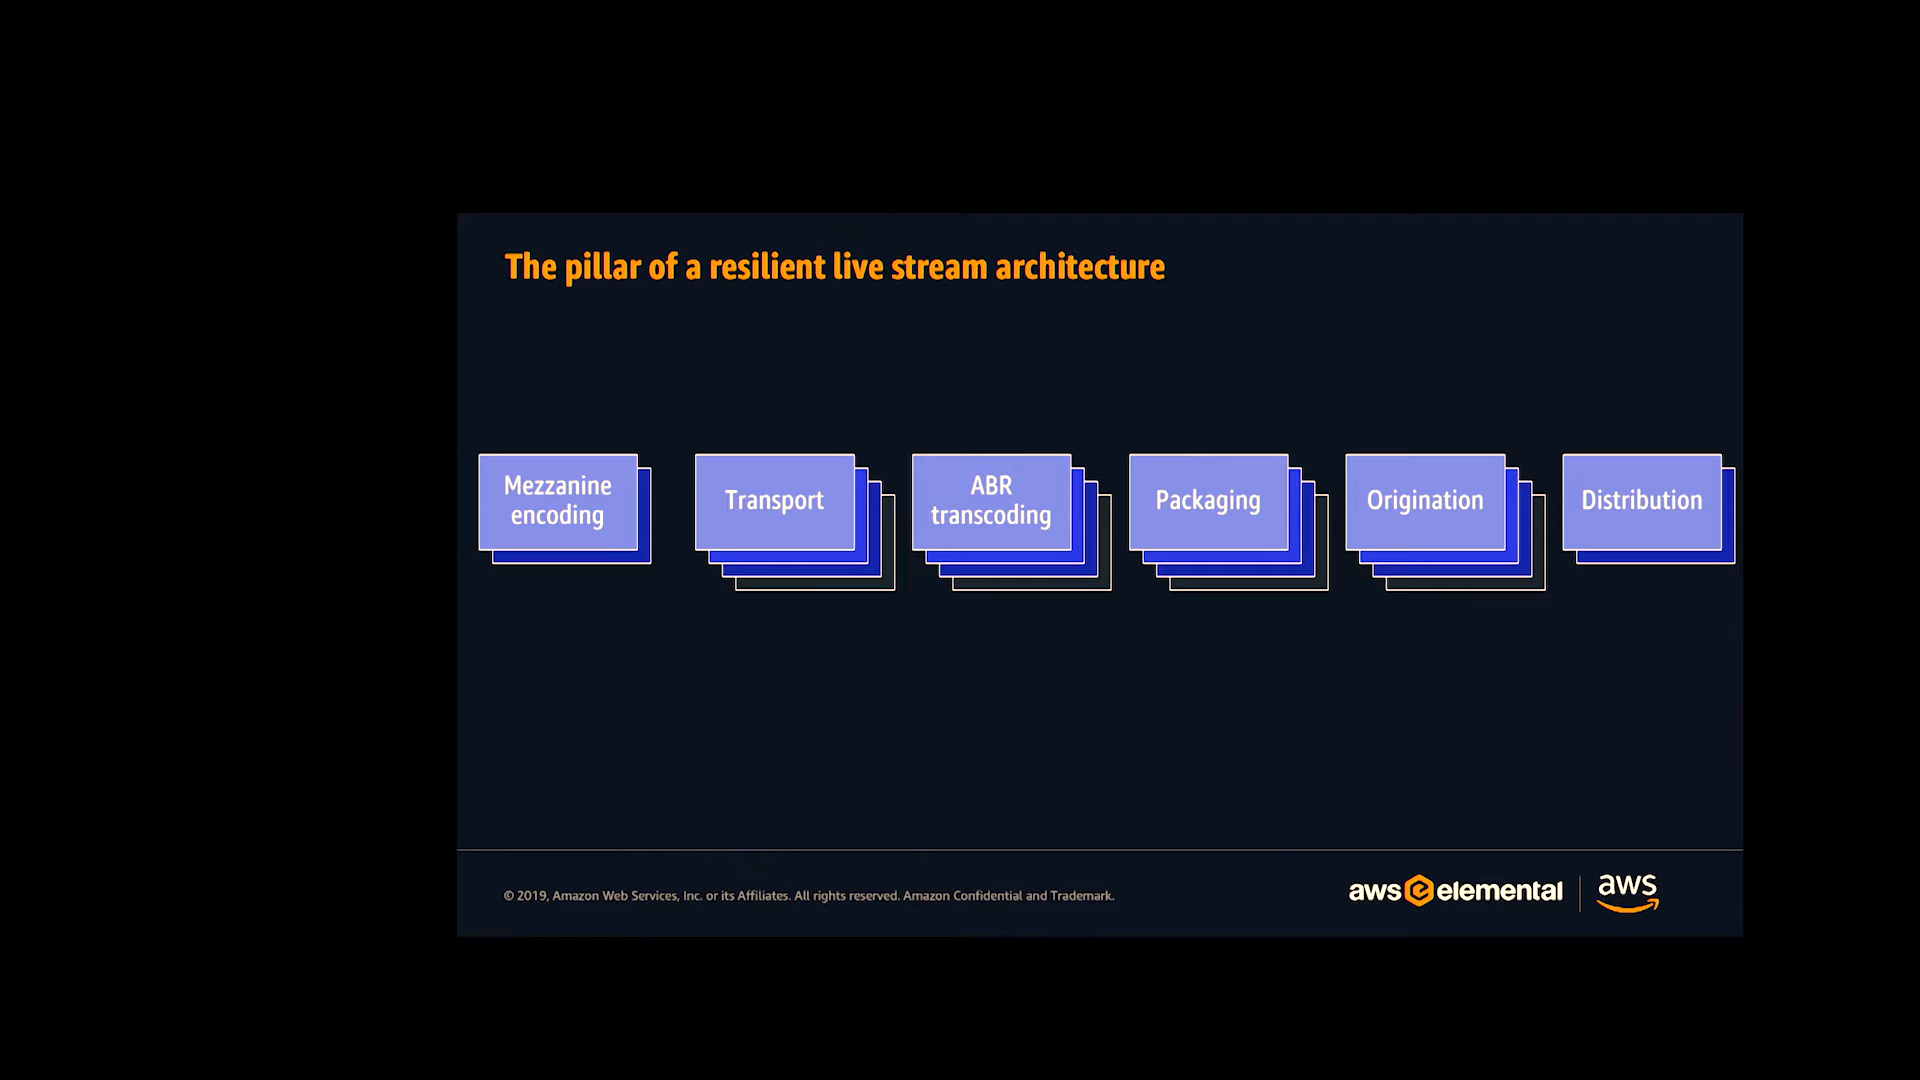 The pillar of a resilient live stream architecture
Mezzanine
encoding
Transport
ABR
transcoding
Packaging
Origination
Distribution
© 2019, Amazon Web Services, Inc. or its Affiliates. All rights reserved. Amazon Confidential and Trademark.
aws elemental
aws